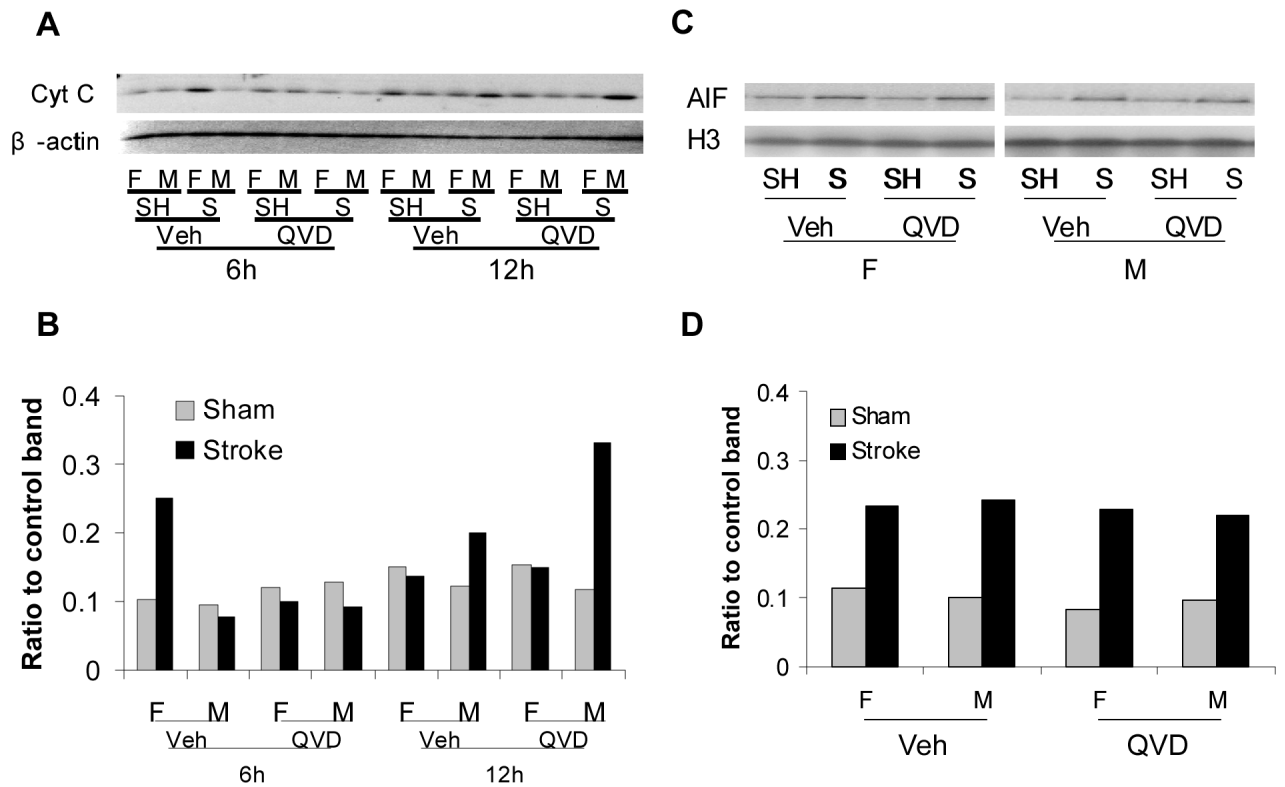 A
Cyt C
β -actin
F M F M F M F M F M F M F M F M
SH S SH S SH S SH S
Veh QVD Veh QVD
6h 12h
C
AIF
H3
SH S SH S SH S SH S
Veh QVD Veh QVD
F M
B
Ratio to control band
0.4
0.3
0.2
0.1
0
Sham
Stroke
F M F M F M F M
Veh QVD Veh QVD
6h 12h
D
Ratio to control band
0.4
0.3
0.2
0.1
0
Sham
Stroke
F M F M
Veh QVD